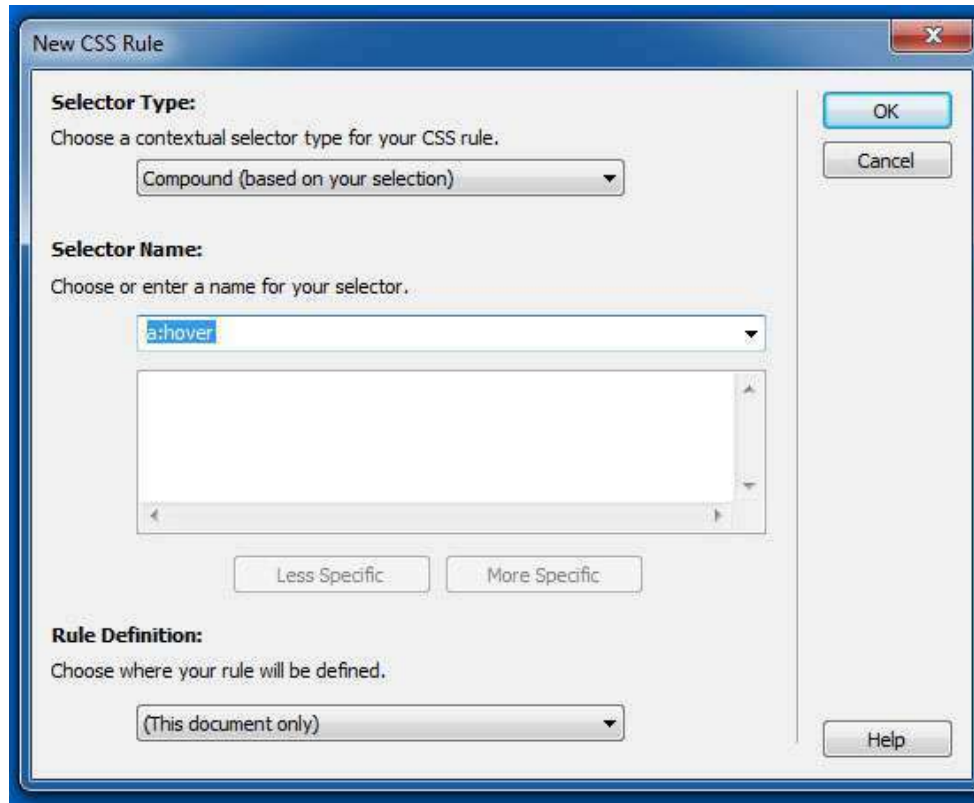 New CSS Rule
Selector Type:
Choose a contextual selector type for your CSS rule.
Compound (based on your selection)
OK
Cancel
Selector Name:
Choose or enter a name for your selector.
a:hover
Less Specific
More Specific
Rule Definition:
Choose where your rule will be defined.
(This document only)
Help